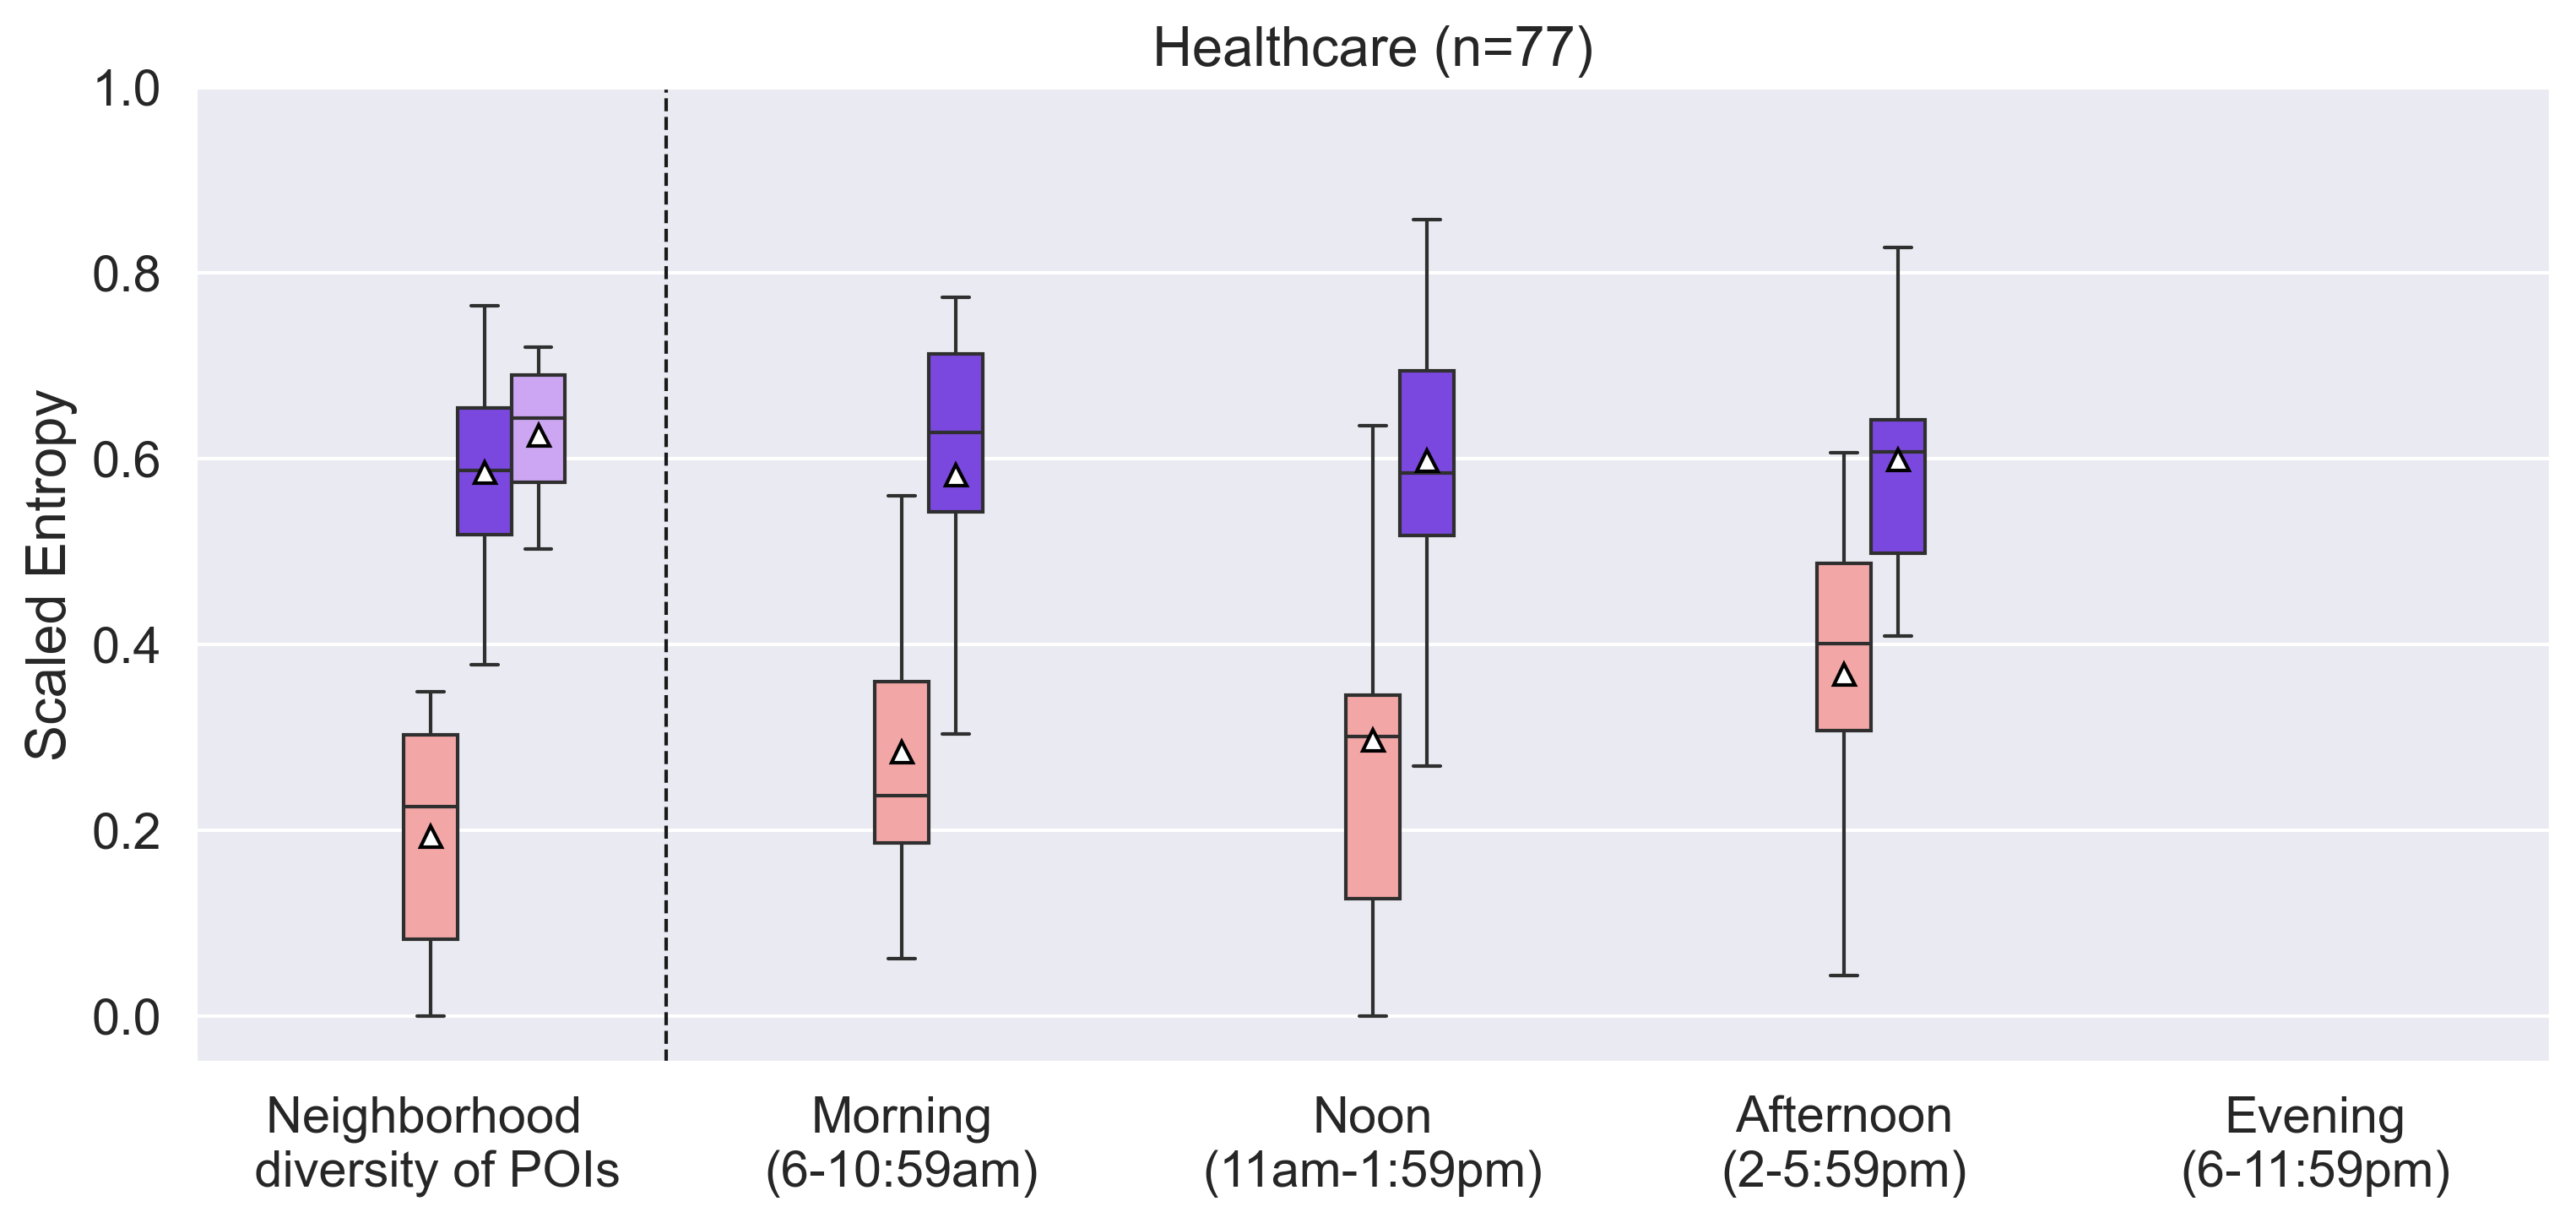 Healthcare (n=77)
1.0
0.8
0.6
0.4
0.2
0.0
Scaled Entropy
Neighborhood
diversity of POIs
Morning
(6-10:59am)
Noon
(11am-1:59pm)
Afternoon
(2-5:59pm)
Evening
(6-11:59pm)